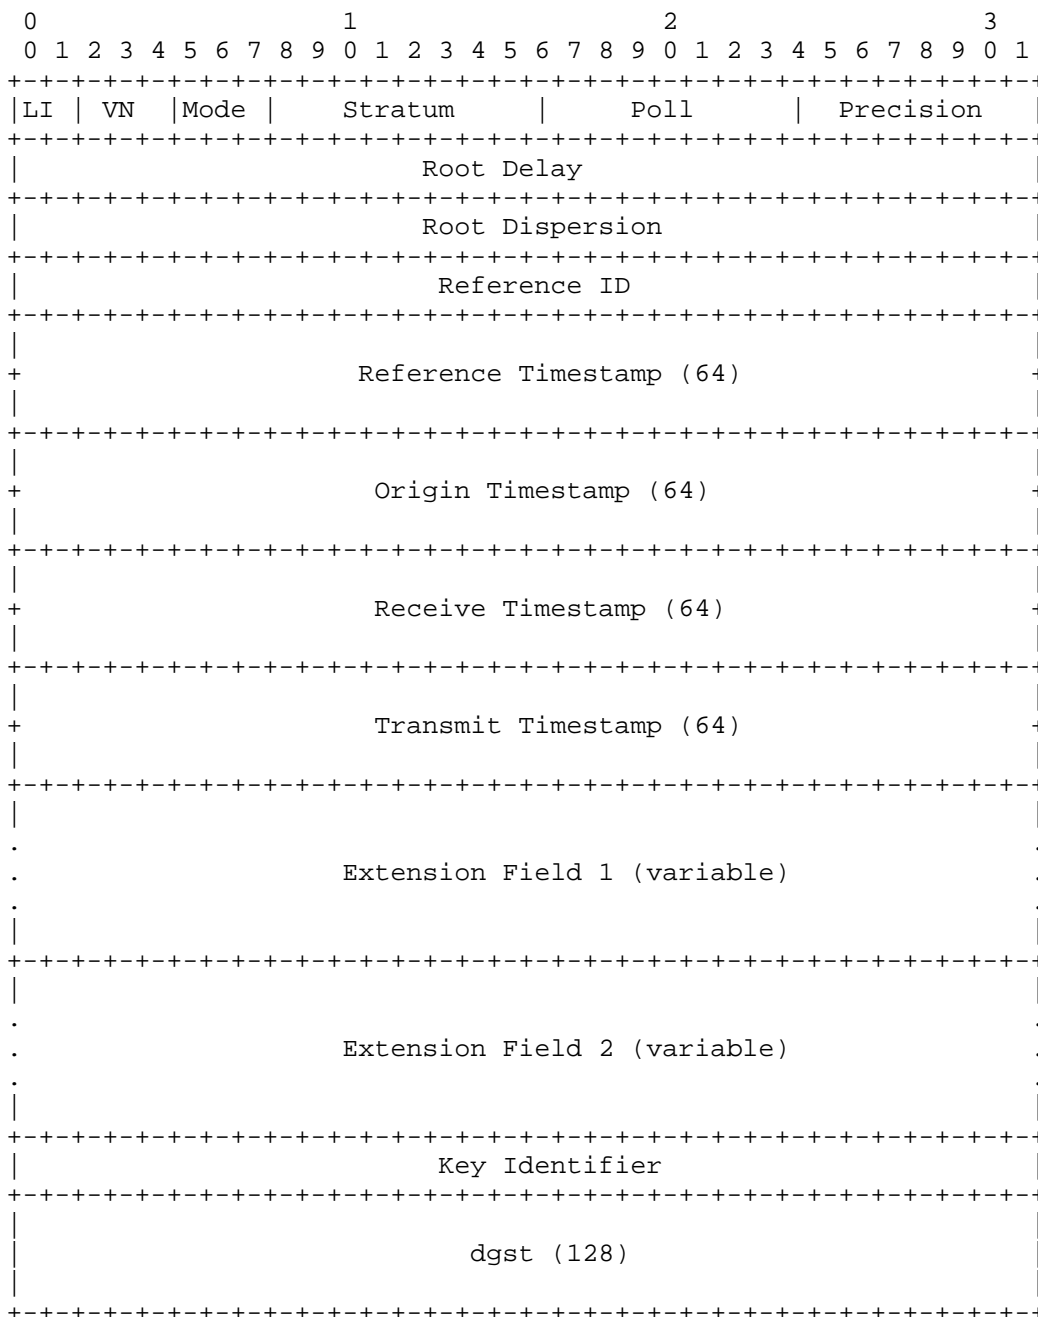 0                   1                   2                   3
 0 1 2 3 4 5 6 7 8 9 0 1 2 3 4 5 6 7 8 9 0 1 2 3 4 5 6 7 8 9 0 1
+-+-+-+-+-+-+-+-+-+-+-+-+-+-+-+-+-+-+-+-+-+-+-+-+-+-+-+-+-+-+-+-+
|LI | VN  |Mode |    Stratum     |     Poll      |  Precision   |
+-+-+-+-+-+-+-+-+-+-+-+-+-+-+-+-+-+-+-+-+-+-+-+-+-+-+-+-+-+-+-+-+
|                         Root Delay                            |
+-+-+-+-+-+-+-+-+-+-+-+-+-+-+-+-+-+-+-+-+-+-+-+-+-+-+-+-+-+-+-+-+
|                         Root Dispersion                       |
+-+-+-+-+-+-+-+-+-+-+-+-+-+-+-+-+-+-+-+-+-+-+-+-+-+-+-+-+-+-+-+-+
|                          Reference ID                         |
+-+-+-+-+-+-+-+-+-+-+-+-+-+-+-+-+-+-+-+-+-+-+-+-+-+-+-+-+-+-+-+-+
|                                                               |
+                     Reference Timestamp (64)                  +
|                                                               |
+-+-+-+-+-+-+-+-+-+-+-+-+-+-+-+-+-+-+-+-+-+-+-+-+-+-+-+-+-+-+-+-+
|                                                               |
+                      Origin Timestamp (64)                    +
|                                                               |
+-+-+-+-+-+-+-+-+-+-+-+-+-+-+-+-+-+-+-+-+-+-+-+-+-+-+-+-+-+-+-+-+
|                                                               |
+                      Receive Timestamp (64)                   +
|                                                               |
+-+-+-+-+-+-+-+-+-+-+-+-+-+-+-+-+-+-+-+-+-+-+-+-+-+-+-+-+-+-+-+-+
|                                                               |
+                      Transmit Timestamp (64)                  +
|                                                               |
+-+-+-+-+-+-+-+-+-+-+-+-+-+-+-+-+-+-+-+-+-+-+-+-+-+-+-+-+-+-+-+-+
|                                                               |
.                                                               .
.                    Extension Field 1 (variable)               .
.                                                               .
|                                                               |
+-+-+-+-+-+-+-+-+-+-+-+-+-+-+-+-+-+-+-+-+-+-+-+-+-+-+-+-+-+-+-+-+
|                                                               |
.                                                               .
.                    Extension Field 2 (variable)               .
.                                                               .
|                                                               |
+-+-+-+-+-+-+-+-+-+-+-+-+-+-+-+-+-+-+-+-+-+-+-+-+-+-+-+-+-+-+-+-+
|                          Key Identifier                       |
+-+-+-+-+-+-+-+-+-+-+-+-+-+-+-+-+-+-+-+-+-+-+-+-+-+-+-+-+-+-+-+-+
|                                                               |
|                            dgst (128)                         |
|                                                               |
+-+-+-+-+-+-+-+-+-+-+-+-+-+-+-+-+-+-+-+-+-+-+-+-+-+-+-+-+-+-+-+-+